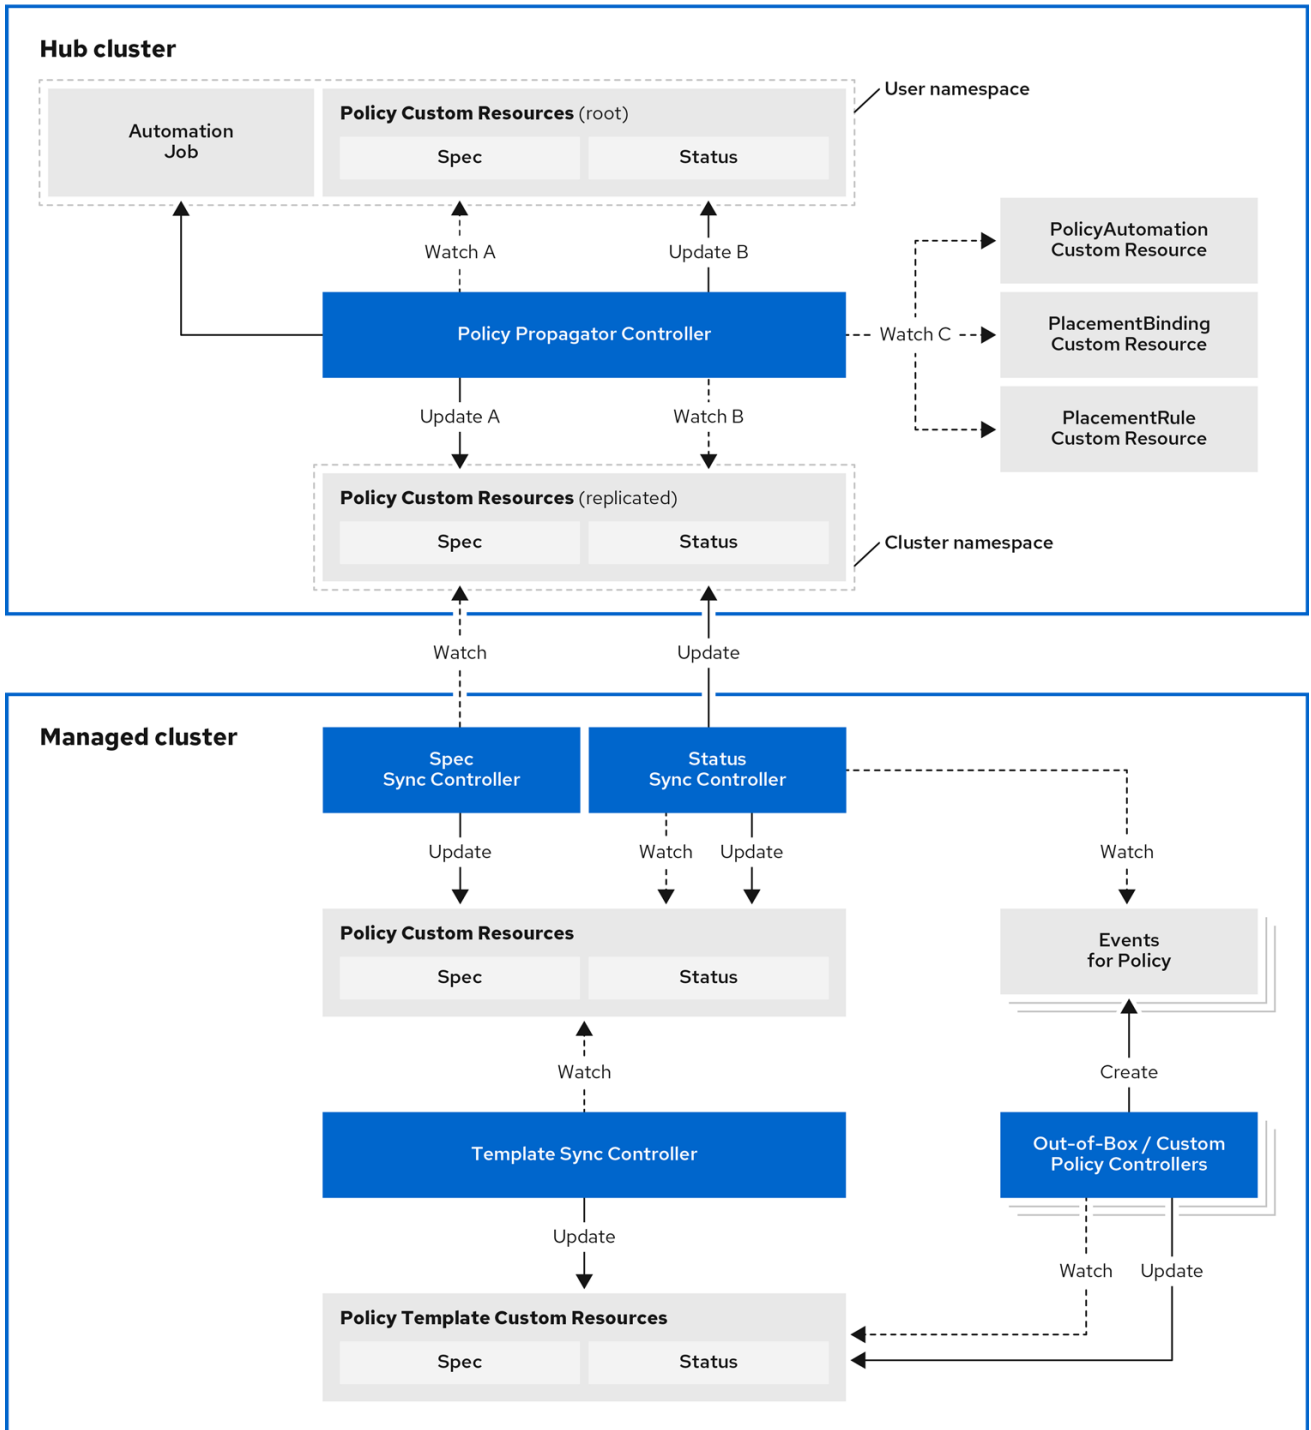 Hub cluster
User namespace
Automation
Job
Policy Custom Resources (root)
Spec
Status
Watch A
Update B
PolicyAutomation
Custom Resource
Policy Propagator Controller
Watch C
PlacementBinding
Custom Resource
Update A
Watch B
PlacementRule
Custom Resource
Policy Custom Resources (replicated)
Spec
Status
Cluster namespace
Watch
Update
Managed cluster
Spec
Sync Controller
Status
Sync Controller
Update
Watch
Update
Watch
Policy Custom Resources
Spec
Status
Events
for Policy
Watch
Create
Template Sync Controller
Out-of-Box / Custom
Policy Controllers
Update
Watch
Update
Policy Template Custom Resources
Spec
Status